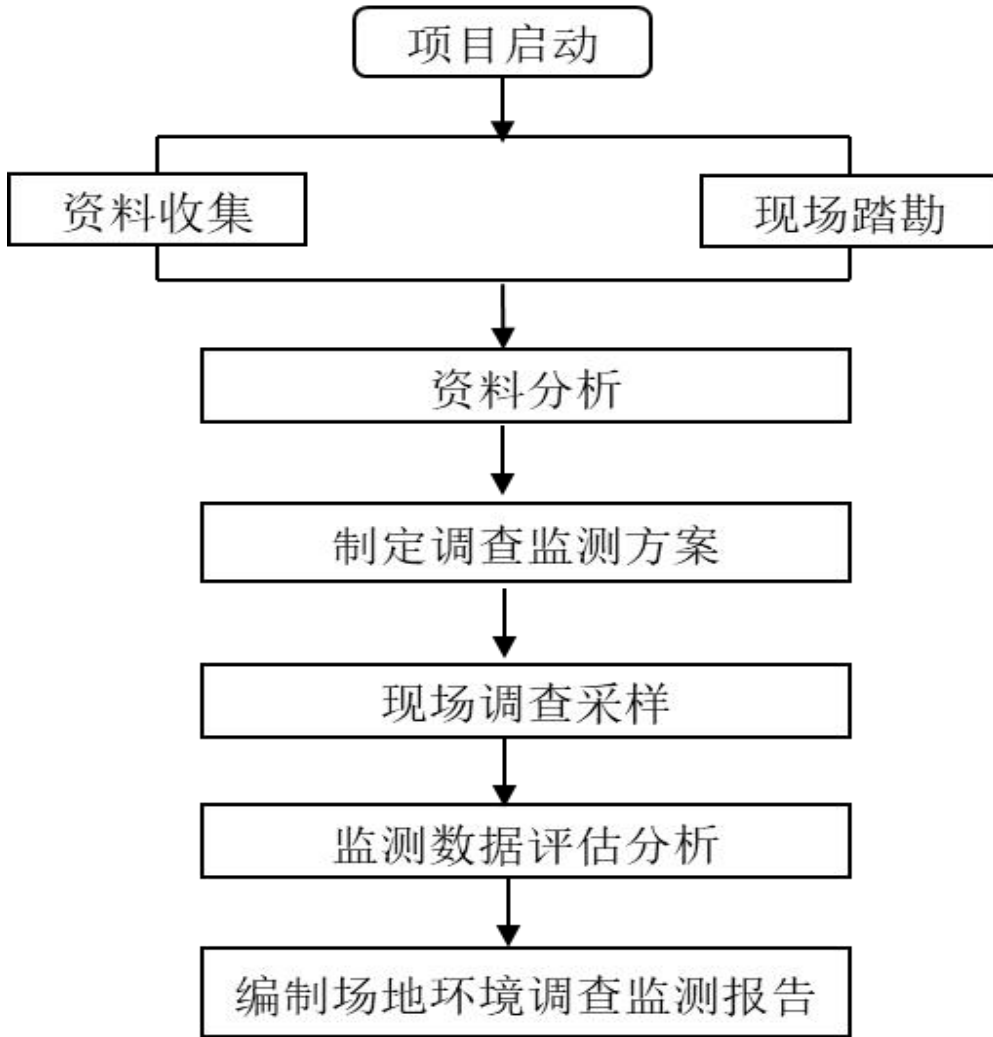 项目启动
资料收集
现场踏勘
资料分析
制定调查监测方案
现场调查采样
监测数据评估分析
编制场地环境调查监测报告